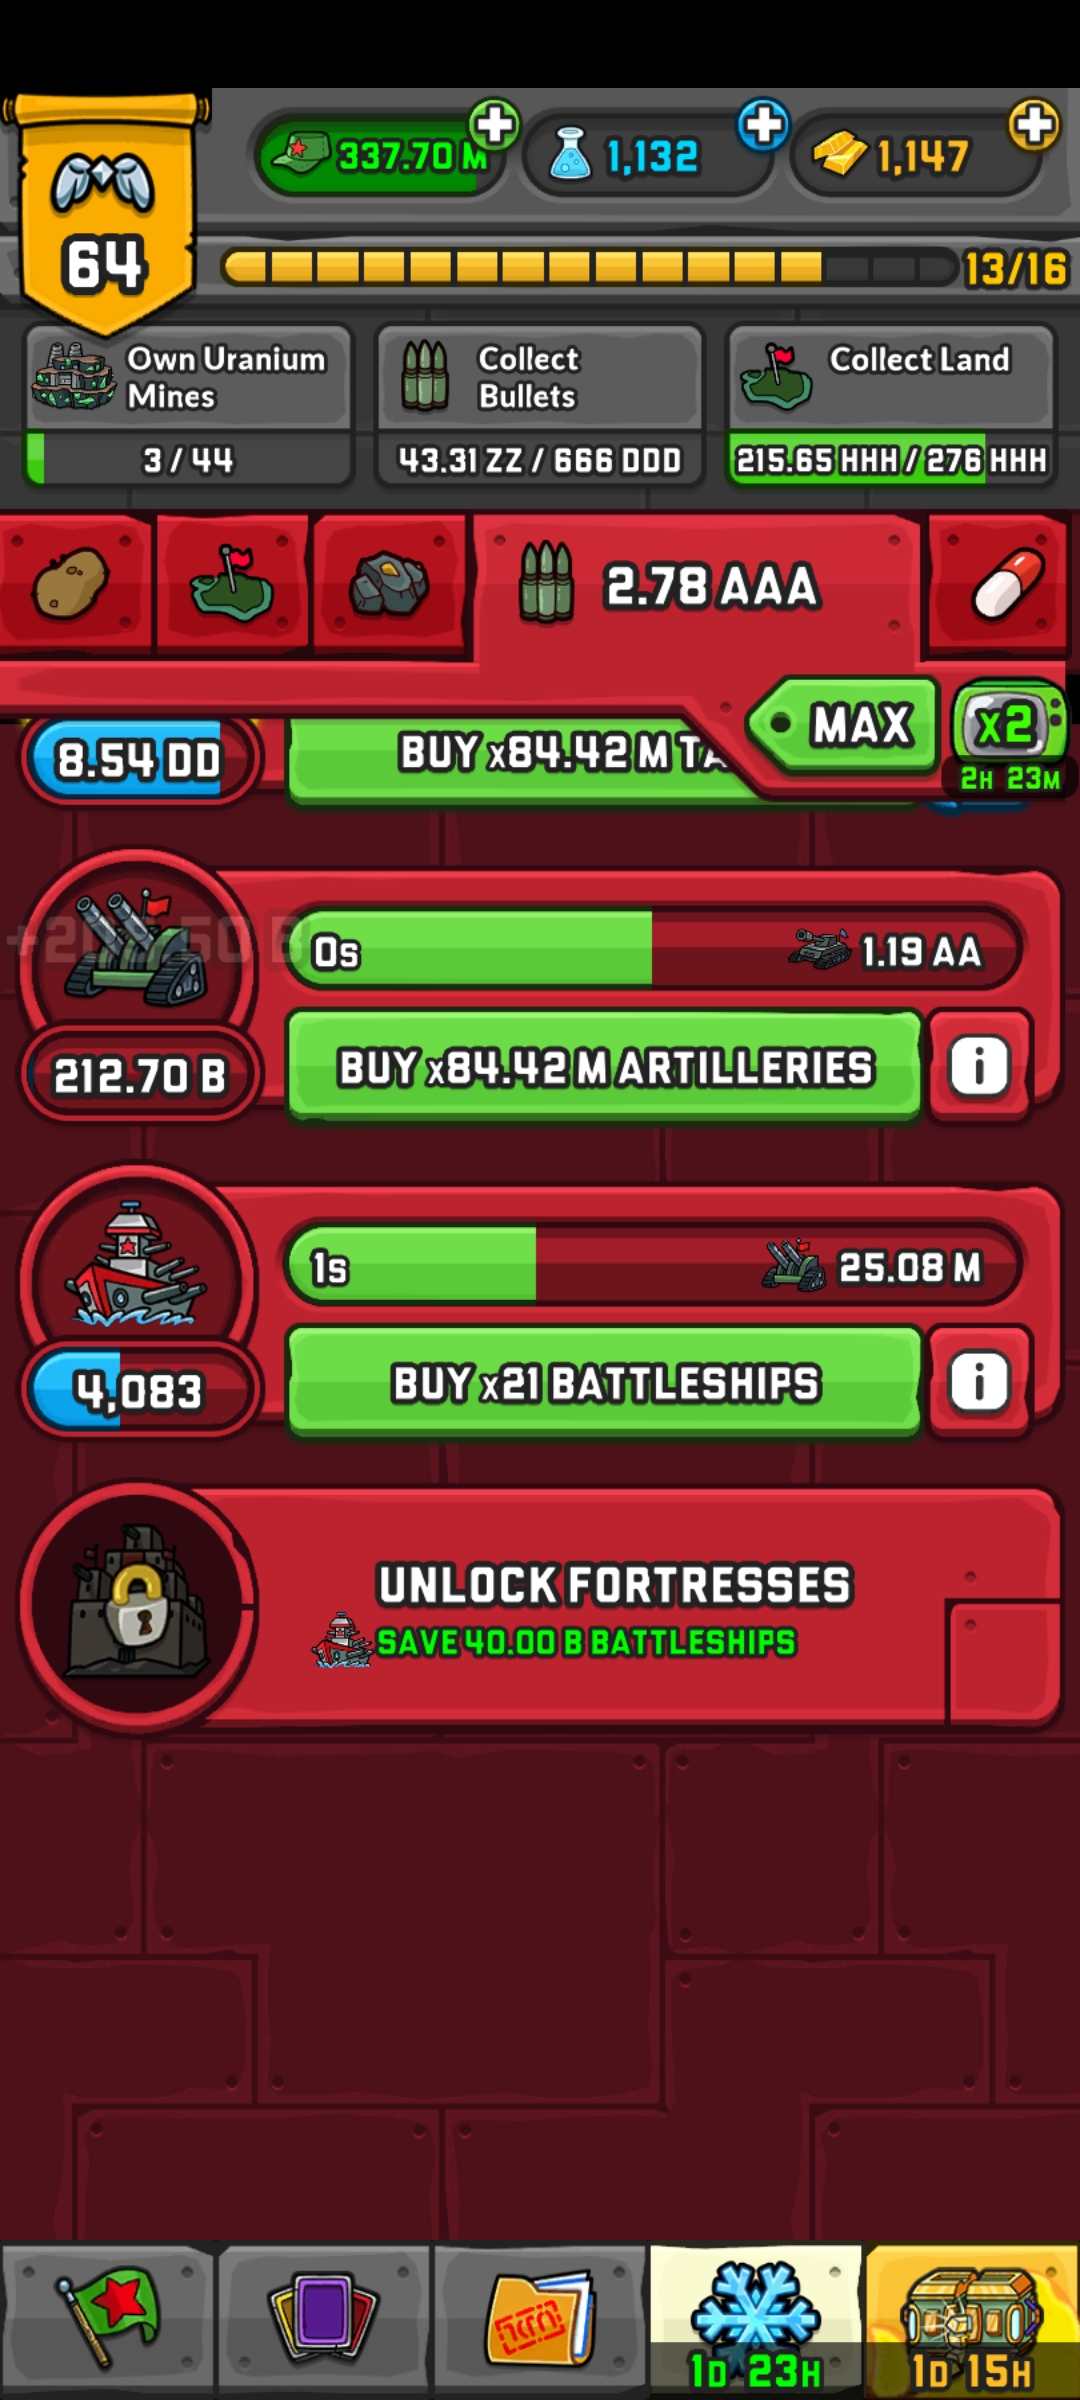 337.70 M
1,132
1,147
64
13/16
Own Uranium
Mines
3 / 44
Collect
Bullets
43.31 ZZ / 666 DDD
Collect Land
215.65 HHH / 276 HHH
2.78 AAA
MAX
X2
2H 23M
8.54 DD
BUY x84.42 M
0s
1.19 AA
212.70 B
BUY x84.42 M ARTILLERIES
i
1s
25.08 M
4,083
BUY x21 BATTLESHIPS
i
UNLOCK FORTRESSES
SAVE 40.00 B BATTLESHIPS
1D 23H
1D 15H